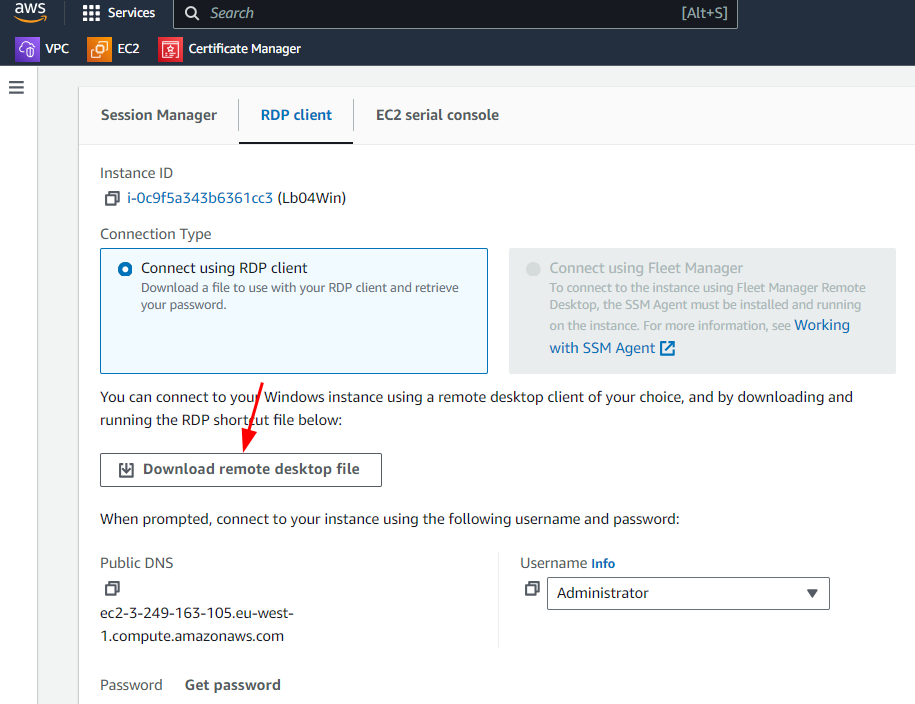 aws
Services
Search
[Alt+S]
VPC
EC2
Certificate Manager
Session Manager
RDP client
EC2 serial console
Instance ID
i-0c9f5a343b6361cc3 (Lb04Win)
Connection Type
Connect using RDP client
Download a file to use with your RDP client and retrieve
your password.
Connect using Fleet Manager
To connect to the instance using Fleet Manager Remote
Desktop, the SSM Agent must be installed and running
on the instance. For more information, see Working
with SSM Agent
You can connect to your Windows instance using a remote desktop client of your choice, and by downloading and
running the RDP shortcut file below:
Download remote desktop file
When prompted, connect to your instance using the following username and password:
Public DNS
ec2-3-249-163-105.eu-west-
1.compute.amazonaws.com
Username Info
Administrator
Password Get password